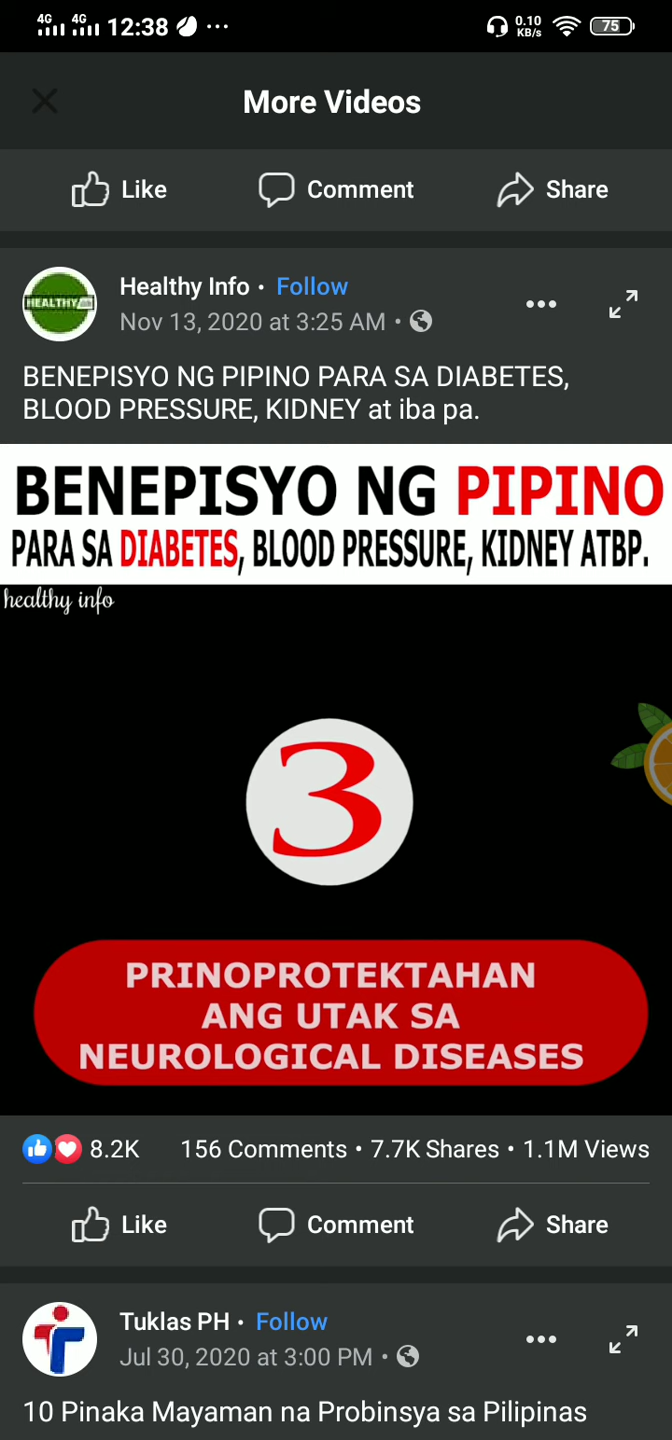 4G 4G 12:38 ••• 0.10 KB/s 75
More Videos
Like Comment Share
HEALTHY
Healthy Info • Follow
Nov 13, 2020 at 3:25 AM •
BENEPISYO NG PIPINO PARA SA DIABETES,
BLOOD PRESSURE, KIDNEY at iba pa.
BENEPISYO NG PIPINO
PARA SA DIABETES, BLOOD PRESSURE, KIDNEY ATBP.
healthy info
3
PRINOPROTEKTAHAN
ANG UTAK SA
NEUROLOGICAL DISEASES
8.2K 156 Comments • 7.7K Shares • 1.1M Views
Like Comment Share
Tuklas PH • Follow
Jul 30, 2020 at 3:00 PM •
10 Pinaka Mayaman na Probinsya sa Pilipinas